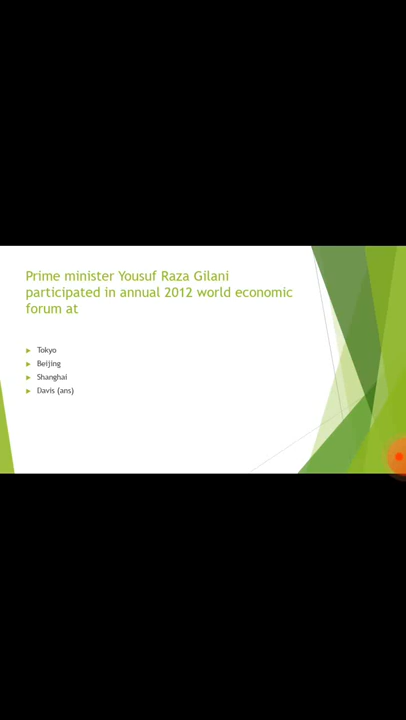 Prime minister Yousuf Raza Gilani
participated in annual 2012 world economic
forum at
Tokyo
Beijing
Shanghai
Davis (ans)